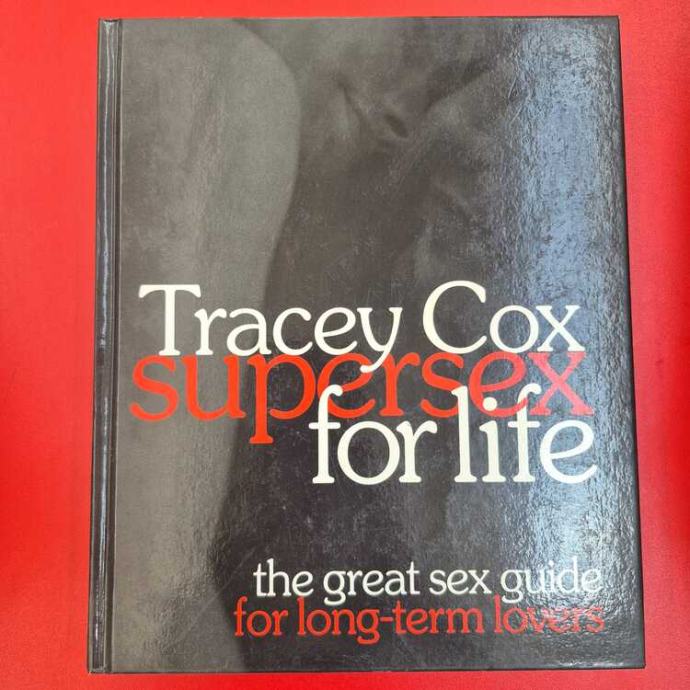 Tracey Cox
supersex
for life
the great sex guide
for long-term lovers